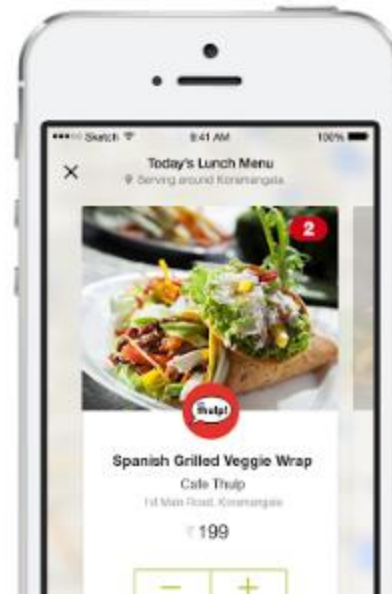 Sketch 9:41 AM 100%
Today's Lunch Menu
Serving around Koramangala
2
thulp!
Spanish Grilled Veggie Wrap
Cafe Thulp
1st Main Road, Koramangala
₹199